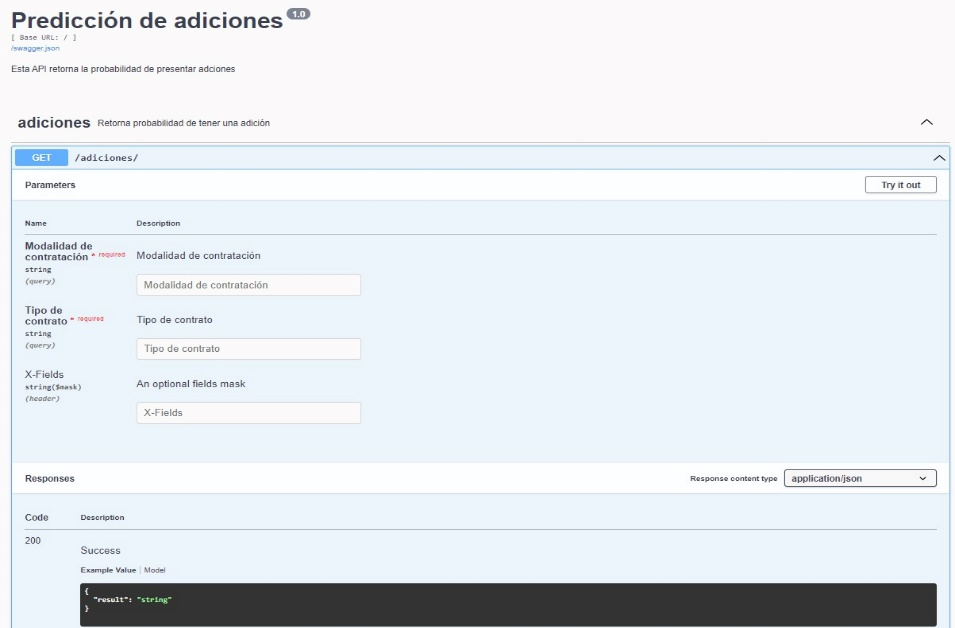 Predicción de adiciones 1.0
[ Base URL: / ]
/swagger.json
Esta API retorna la probabilidad de presentar adciones
adiciones Retorna probabilidad de tener una adición
GET /adiciones/
Parameters
Try it out
Name Description
Modalidad de
contratación * required
string
(query)
Modalidad de contratación
Modalidad de contratación
Tipo de
contrato * required
string
(query)
Tipo de contrato
Tipo de contrato
X-Fields
string($mask)
(header)
An optional fields mask
X-Fields
Responses
Response content type application/json
Code Description
200
Success
Example Value | Model
{
"result": "string"
}